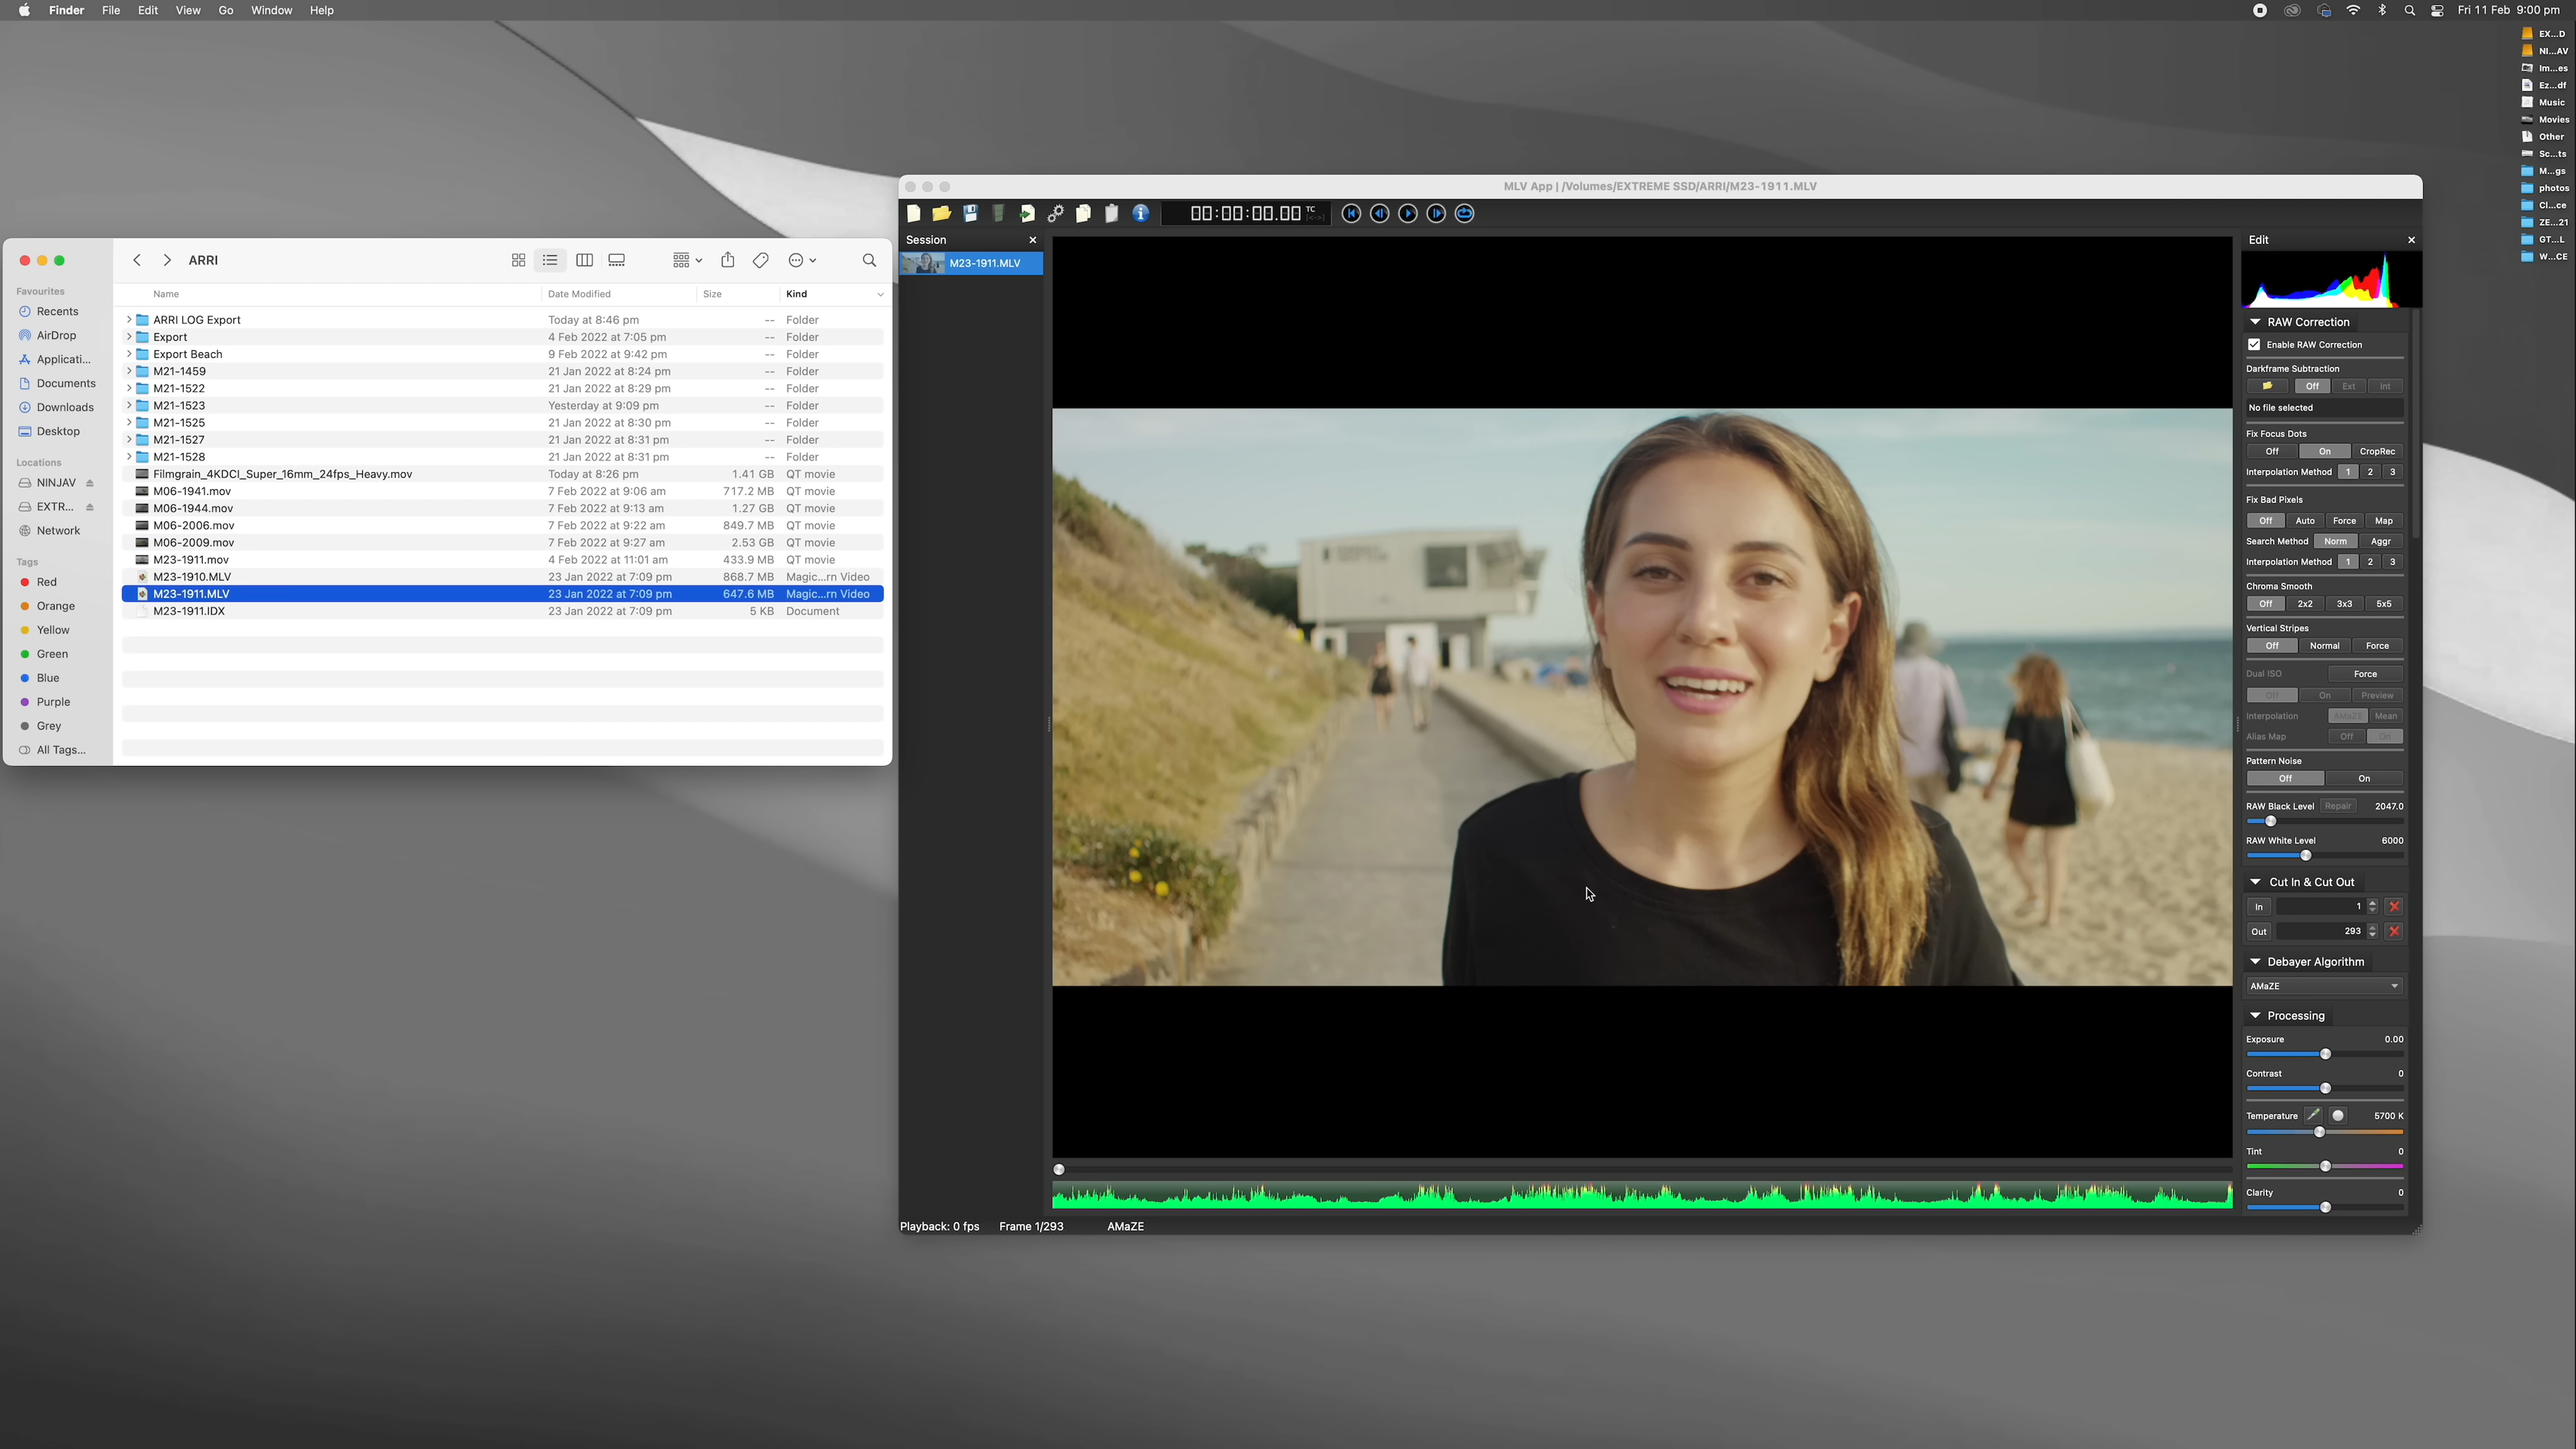 Finder File Edit View Go Window Help
Fri 11 Feb 9:00 pm
EX...D
NI...AV
Im...es
Ez...df
Music
Movies
Other
Sc...ts
M...gs
photos
Cl...ce
ZE...21
GT...L
W...CE
ARRI
Favourites
Recents
AirDrop
Applicati...
Documents
Downloads
Desktop
Locations
NINJAV
EXTR...
Network
Tags
Red
Orange
Yellow
Green
Blue
Purple
Grey
All Tags...
Name Date Modified Size Kind
ARRI LOG Export Today at 8:46 pm -- Folder
Export 4 Feb 2022 at 7:05 pm -- Folder
Export Beach 9 Feb 2022 at 9:42 pm -- Folder
M21-1459 21 Jan 2022 at 8:24 pm -- Folder
M21-1522 21 Jan 2022 at 8:29 pm -- Folder
M21-1523 Yesterday at 9:09 pm -- Folder
M21-1525 21 Jan 2022 at 8:30 pm -- Folder
M21-1527 21 Jan 2022 at 8:31 pm -- Folder
M21-1528 21 Jan 2022 at 8:31 pm -- Folder
Filmgrain_4KDCI_Super_16mm_24fps_Heavy.mov Today at 8:26 pm 1.41 GB QT movie
M06-1941.mov 7 Feb 2022 at 9:06 am 717.2 MB QT movie
M06-1944.mov 7 Feb 2022 at 9:13 am 1.27 GB QT movie
M06-2006.mov 7 Feb 2022 at 9:22 am 849.7 MB QT movie
M06-2009.mov 7 Feb 2022 at 9:27 am 2.53 GB QT movie
M23-1911.mov 4 Feb 2022 at 11:01 am 433.9 MB QT movie
M23-1910.MLV 23 Jan 2022 at 7:09 pm 868.7 MB Magic...rn Video
M23-1911.MLV 23 Jan 2022 at 7:09 pm 647.6 MB Magic...rn Video
M23-1911.IDX 23 Jan 2022 at 7:09 pm 5 KB Document
MLV App | /Volumes/EXTREME SSD/ARRI/M23-1911.MLV
00:00:00.00 TC
Session
M23-1911.MLV
Edit
RAW Correction
Enable RAW Correction
Darkframe Subtraction
Off Ext Int
No file selected
Fix Focus Dots
Off On CropRec
Interpolation Method 1 2 3
Fix Bad Pixels
Off Auto Force Map
Search Method Norm Aggr
Interpolation Method 1 2 3
Chroma Smooth
Off 2x2 3x3 5x5
Vertical Stripes
Off Normal Force
Dual ISO Force
Off On Preview
Interpolation AMaZE Mean
Alias Map Off On
Pattern Noise
Off On
RAW Black Level Repair 2047.0
RAW White Level 6000
Cut In & Cut Out
In 1
Out 293
Debayer Algorithm
AMaZE
Processing
Exposure 0.00
Contrast 0
Temperature 5700 K
Tint 0
Clarity 0
Playback: 0 fps Frame 1/293 AMaZE